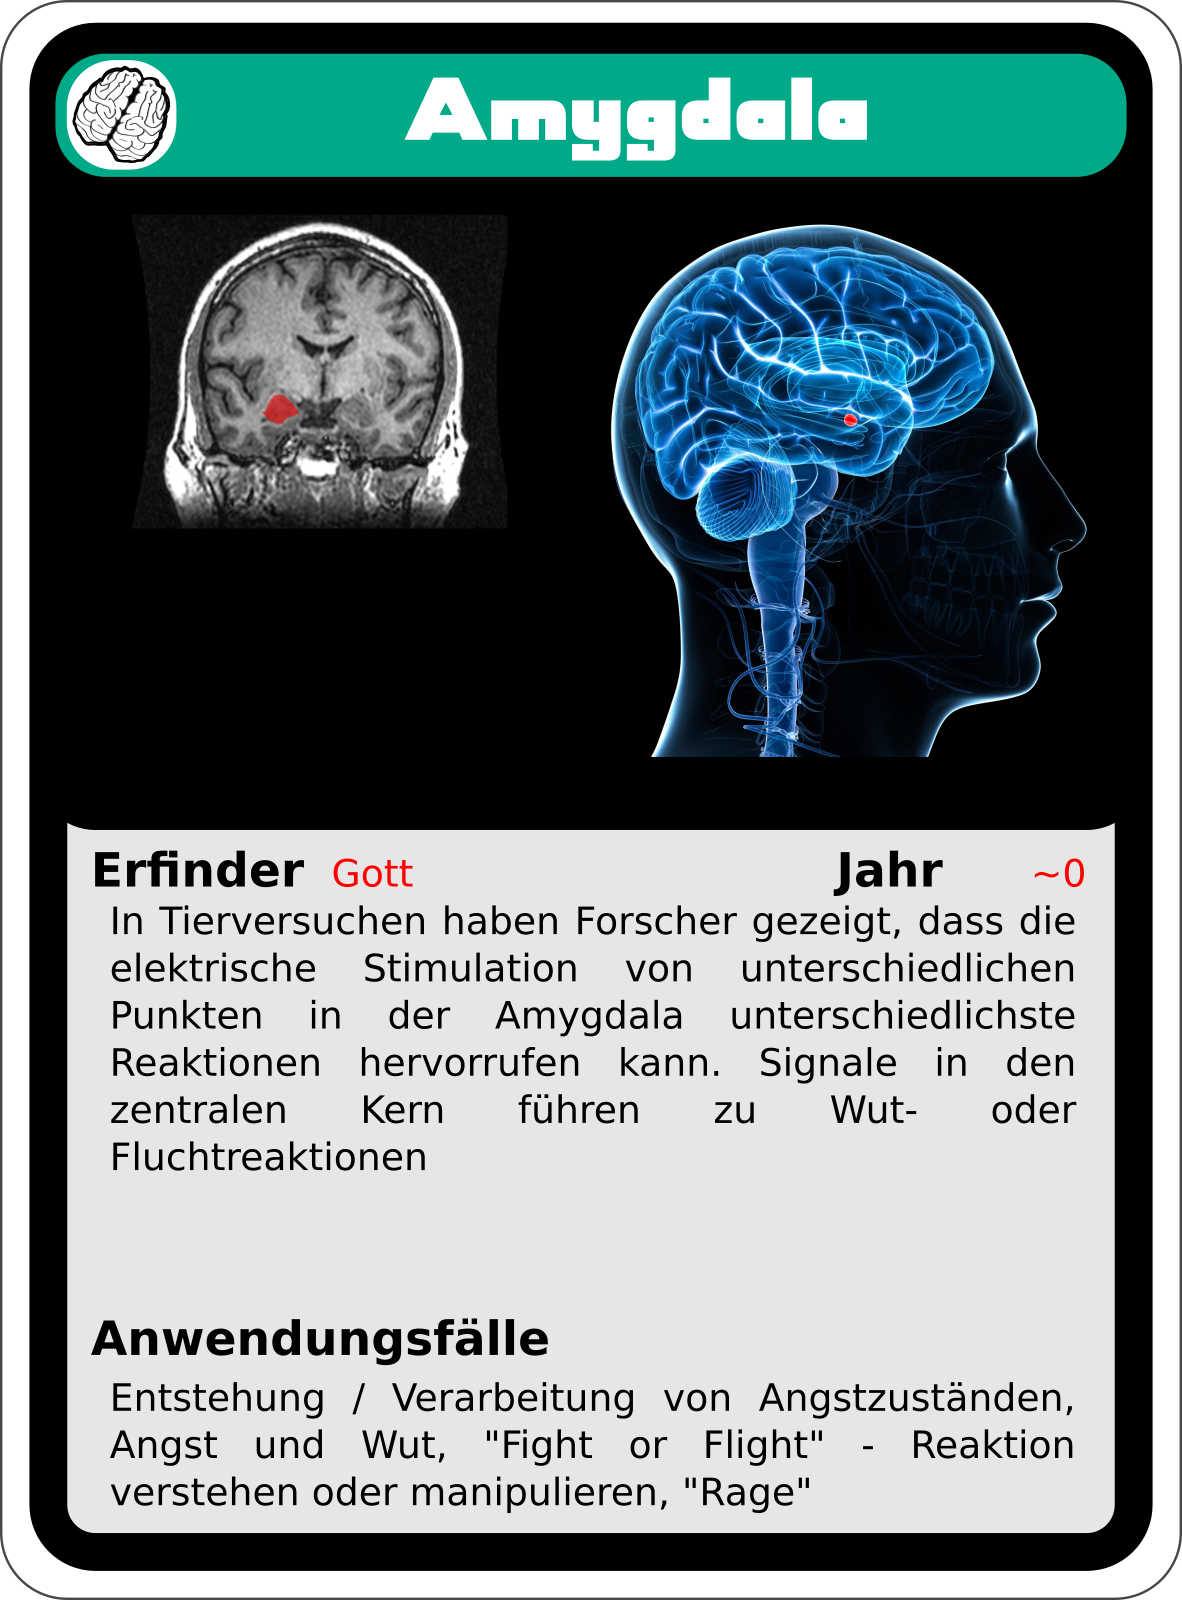 Amygdala
Erfinder Gott Jahr ~0
In Tierversuchen haben Forscher gezeigt, dass die
elektrische Stimulation von unterschiedlichen
Punkten in der Amygdala unterschiedlichste
Reaktionen hervorrufen kann. Signale in den
zentralen Kern führen zu Wut- oder
Fluchtreaktionen
Anwendungsfälle
Entstehung / Verarbeitung von Angstzuständen,
Angst und Wut, "Fight or Flight" - Reaktion
verstehen oder manipulieren, "Rage"